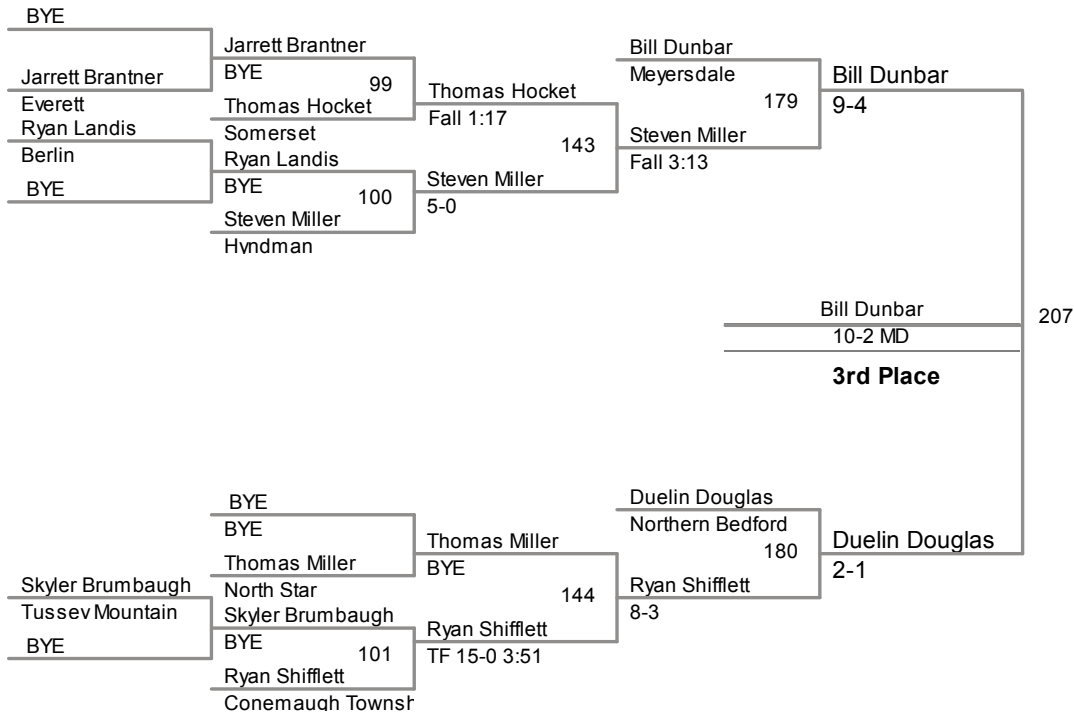 BYE
Jarrett Brantner
Bill Dunbar
Jarrett Brantner
BYE
99
Meyersdale
Bill Dunbar
Everett
Thomas Hocket
Thomas Hocket
179
9-4
Ryan Landis
Somerset
Fall 1:17
Steven Miller
Berlin
Ryan Landis
143
Fall 3:13
BYE
BYE
100
Steven Miller
Steven Miller
5-0
Hyndman
Bill Dunbar
207
10-2 MD
3rd Place
BYE
Duelin Douglas
BYE
Northern Bedford
Thomas Miller
Thomas Miller
180
Duelin Douglas
Skyler Brumbaugh
North Star
BYE
144
Ryan Shifflett
2-1
Tussey Mountain
Skyler Brumbaugh
8-3
BYE
BYE
101
Ryan Shifflett
Ryan Shifflett
TF 15-0 3:51
Conemaugh Townsh